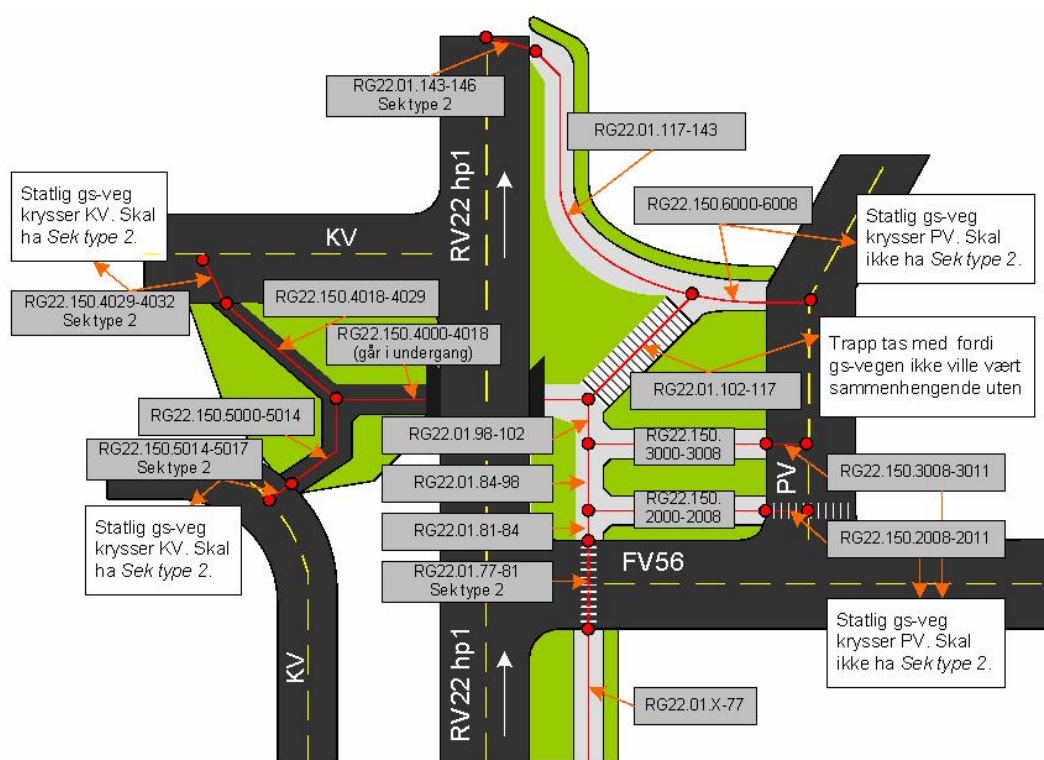 RG22.01.143-146
Sek type 2
RG22.01.117-143
RV22 hp1
Statlig gs-veg
krysser KV. Skal
ha Sek type 2.
KV
RG22.150.6000-6008
Statlig gs-veg
krysser PV. Skal
ikke ha Sek type 2.
RG22.150.4029-4032
Sek type 2
RG22.150.4018-4029
RG22.150.4000-4018
(går i undergang)
Trapp tas med fordi
gs-vegen ikke ville vært
sammenhengende uten
RG22.01.102-117
RG22.150.5000-5014
RG22.01.98-102
RG22.150.
3000-3008
RG22.150.5014-5017
Sek type 2
PV
RG22.150.3008-3011
RG22.01.84-98
RG22.150.
2000-2008
Statlig gs-veg
krysser KV. Skal
ha Sek type 2.
RG22.01.81-84
RG22.150.2008-2011
FV56
RG22.01.77-81
Sek type 2
Statlig gs-veg
krysser PV. Skal
ikke ha Sek type 2.
KV
RV22 hp1
RG22.01.X-77